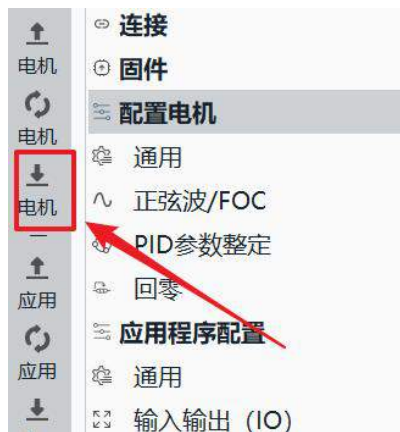 电机
电机
电机
应用
应用
连接
固件
配置电机
通用
正弦波/FOC
PID参数整定
回零
应用程序配置
通用
输入输出（IO）